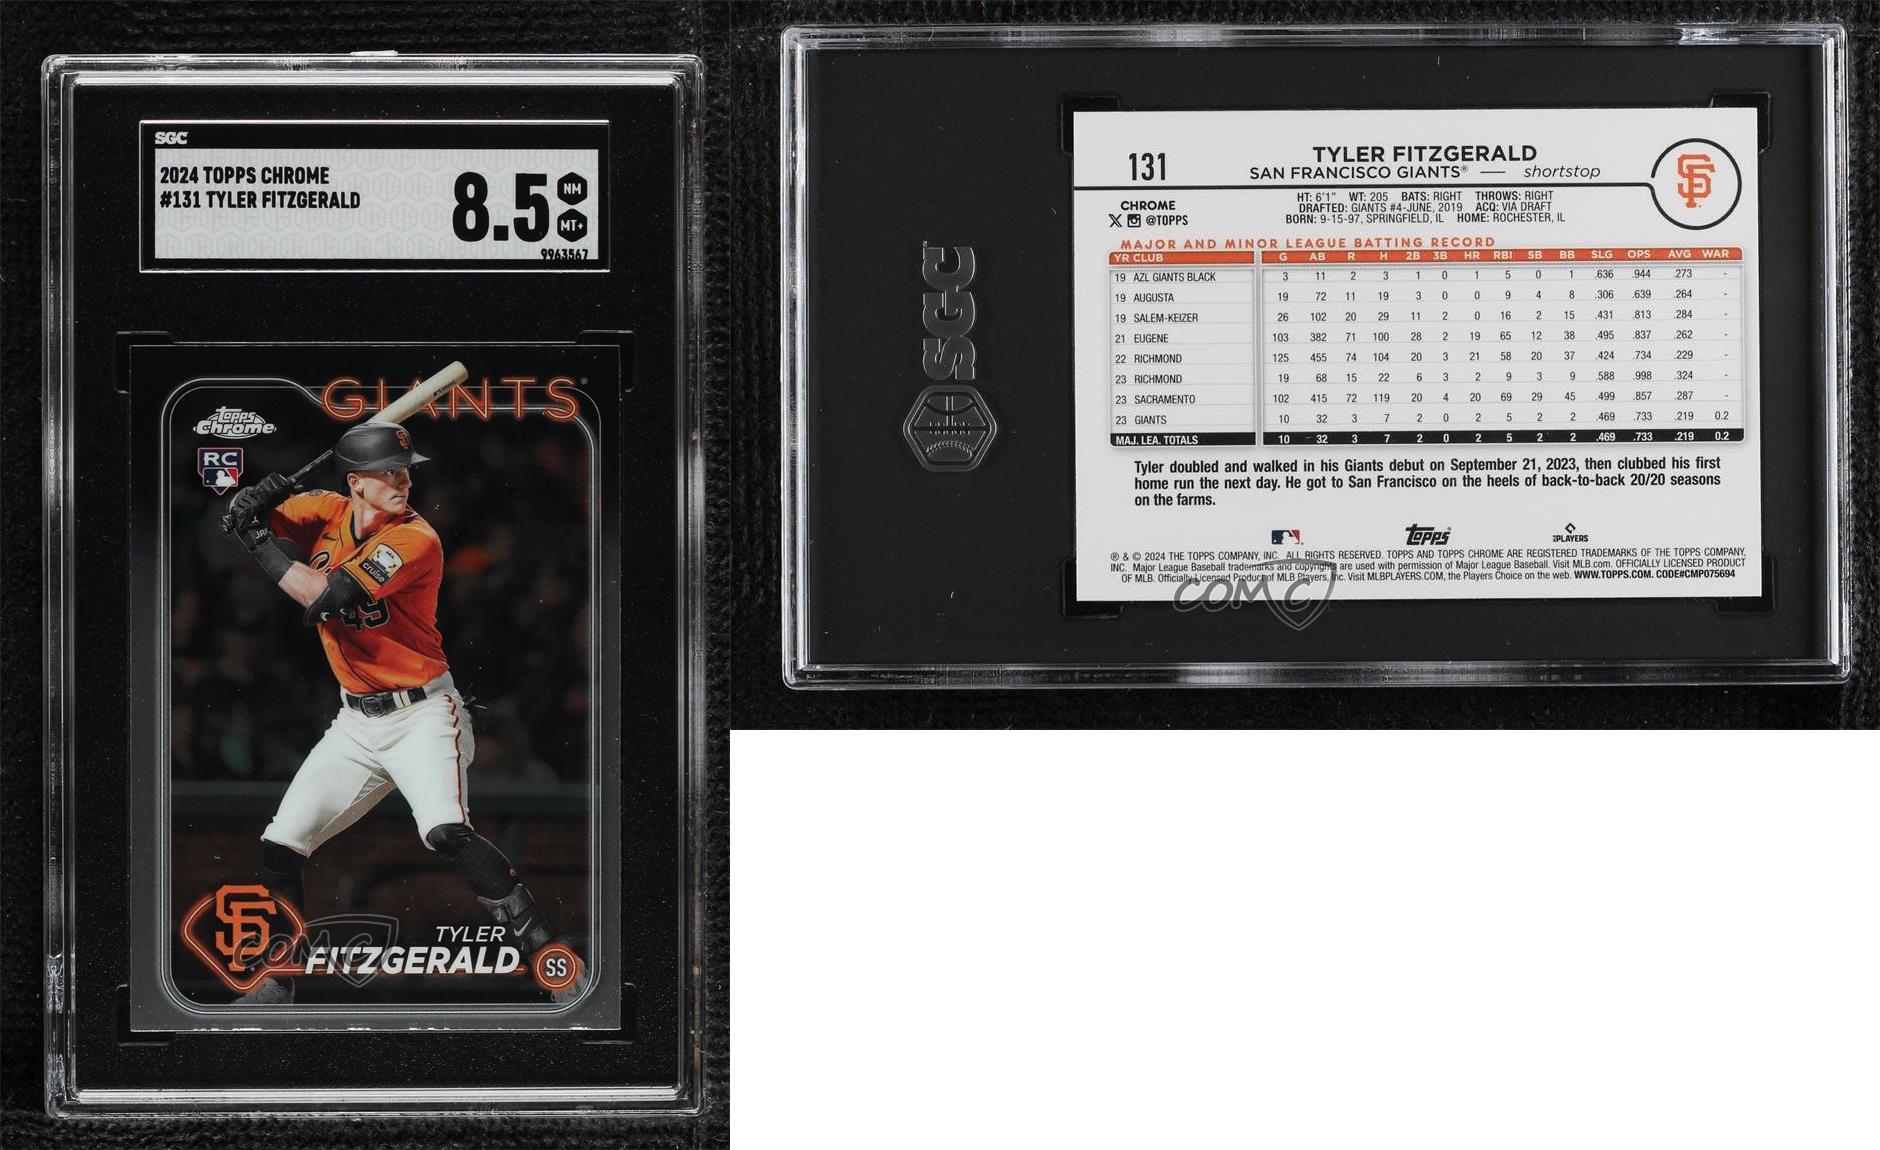 SGC
2024 TOPPS CHROME
#131 TYLER FITZGERALD
8.5
NM
MT+
9963567
GIANTS®
Topps
Chrome
RC
cruise
SF
COMC
TYLER
FITZGERALD
SS
SGC
131
TYLER FITZGERALD
SAN FRANCISCO GIANTS® — shortstop
SF
CHROME
X @TOPPS
HT: 6'1" WT: 205 BATS: RIGHT THROWS: RIGHT
DRAFTED: GIANTS #4-JUNE, 2019 ACQ: VIA DRAFT
BORN: 9-15-97, SPRINGFIELD, IL HOME: ROCHESTER, IL
MAJOR AND MINOR LEAGUE BATTING RECORD
YR CLUB G AB R H 2B 3B HR RBI SB BB SLG OPS AVG WAR
19 AZL GIANTS BLACK 3 11 2 3 1 0 1 5 0 1 .636 .944 .273 -
19 AUGUSTA 19 72 11 19 3 0 0 9 4 8 .306 .639 .264 -
19 SALEM-KEIZER 26 102 20 29 11 2 0 16 2 15 .431 .813 .284 -
21 EUGENE 103 382 71 100 28 2 19 65 12 38 .495 .837 .262 -
22 RICHMOND 125 455 74 104 20 3 21 58 20 37 .424 .734 .229 -
23 RICHMOND 19 68 15 22 6 3 2 9 3 9 .588 .998 .324 -
23 SACRAMENTO 102 415 72 119 20 4 20 69 29 45 .499 .857 .287 -
23 GIANTS 10 32 3 7 2 0 2 5 2 2 .469 .733 .219 0.2
MAJ. LEA. TOTALS 10 32 3 7 2 0 2 5 2 2 .469 .733 .219 0.2
Tyler doubled and walked in his Giants debut on September 21, 2023, then clubbed his first
home run the next day. He got to San Francisco on the heels of back-to-back 20/20 seasons
on the farms.
Topps
PLAYERS
® & © 2024 THE TOPPS COMPANY, INC. ALL RIGHTS RESERVED. TOPPS AND TOPPS CHROME ARE REGISTERED TRADEMARKS OF THE TOPPS COMPANY,
INC. Major League Baseball trademarks and copyrights are used with permission of Major League Baseball. Visit MLB.com. OFFICIALLY LICENSED PRODUCT
OF MLB. Officially Licensed Product of MLB Players, Inc. Visit MLBPLAYERS.COM, the Players Choice on the web. WWW.TOPPS.COM. CODE#CMP075694
COMC